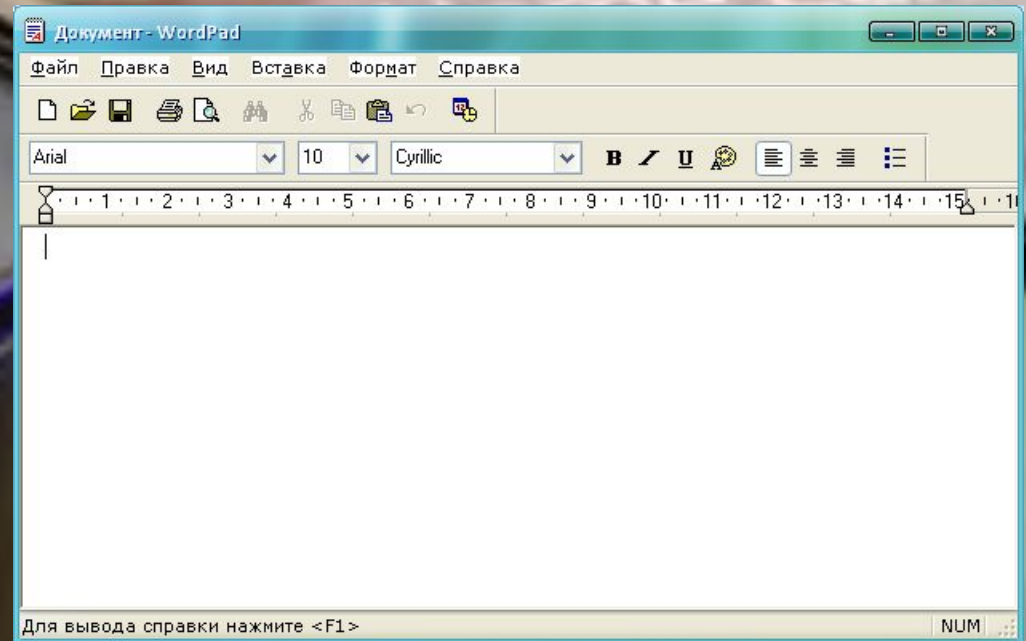 Документ - WordPad
Файл Правка Вид Вставка Формат Справка
Arial 10 Cyrillic
1 2 3 4 5 6 7 8 9 10 11 12 13 14 15
Для вывода справки нажмите <F1> NUM